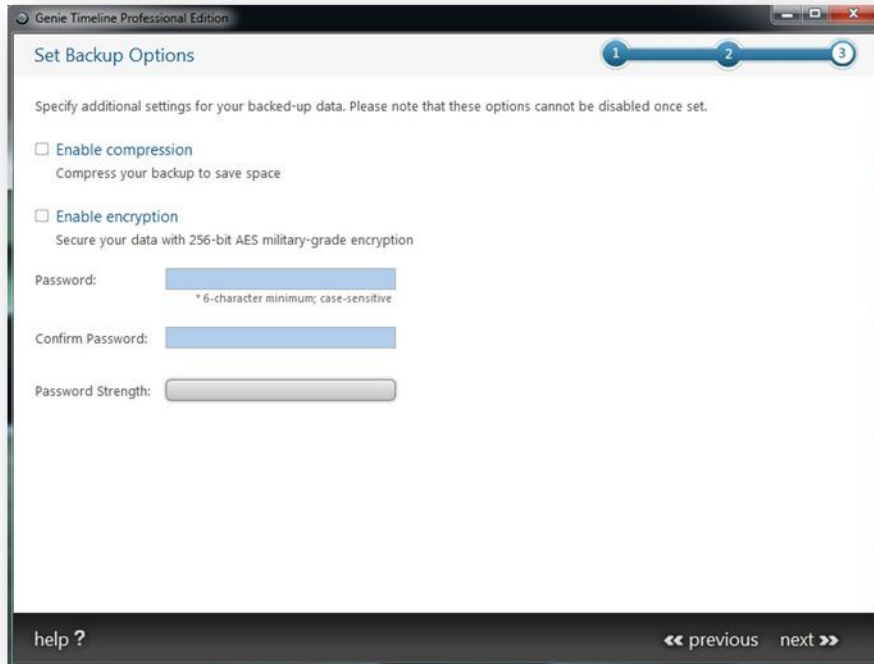 Genie Timeline Professional Edition
Set Backup Options
1 2 3
Specify additional settings for your backed-up data. Please note that these options cannot be disabled once set.
Enable compression
Compress your backup to save space
Enable encryption
Secure your data with 256-bit AES military-grade encryption
Password:
* 6-character minimum; case-sensitive
Confirm Password:
Password Strength:
help ? << previous next >>